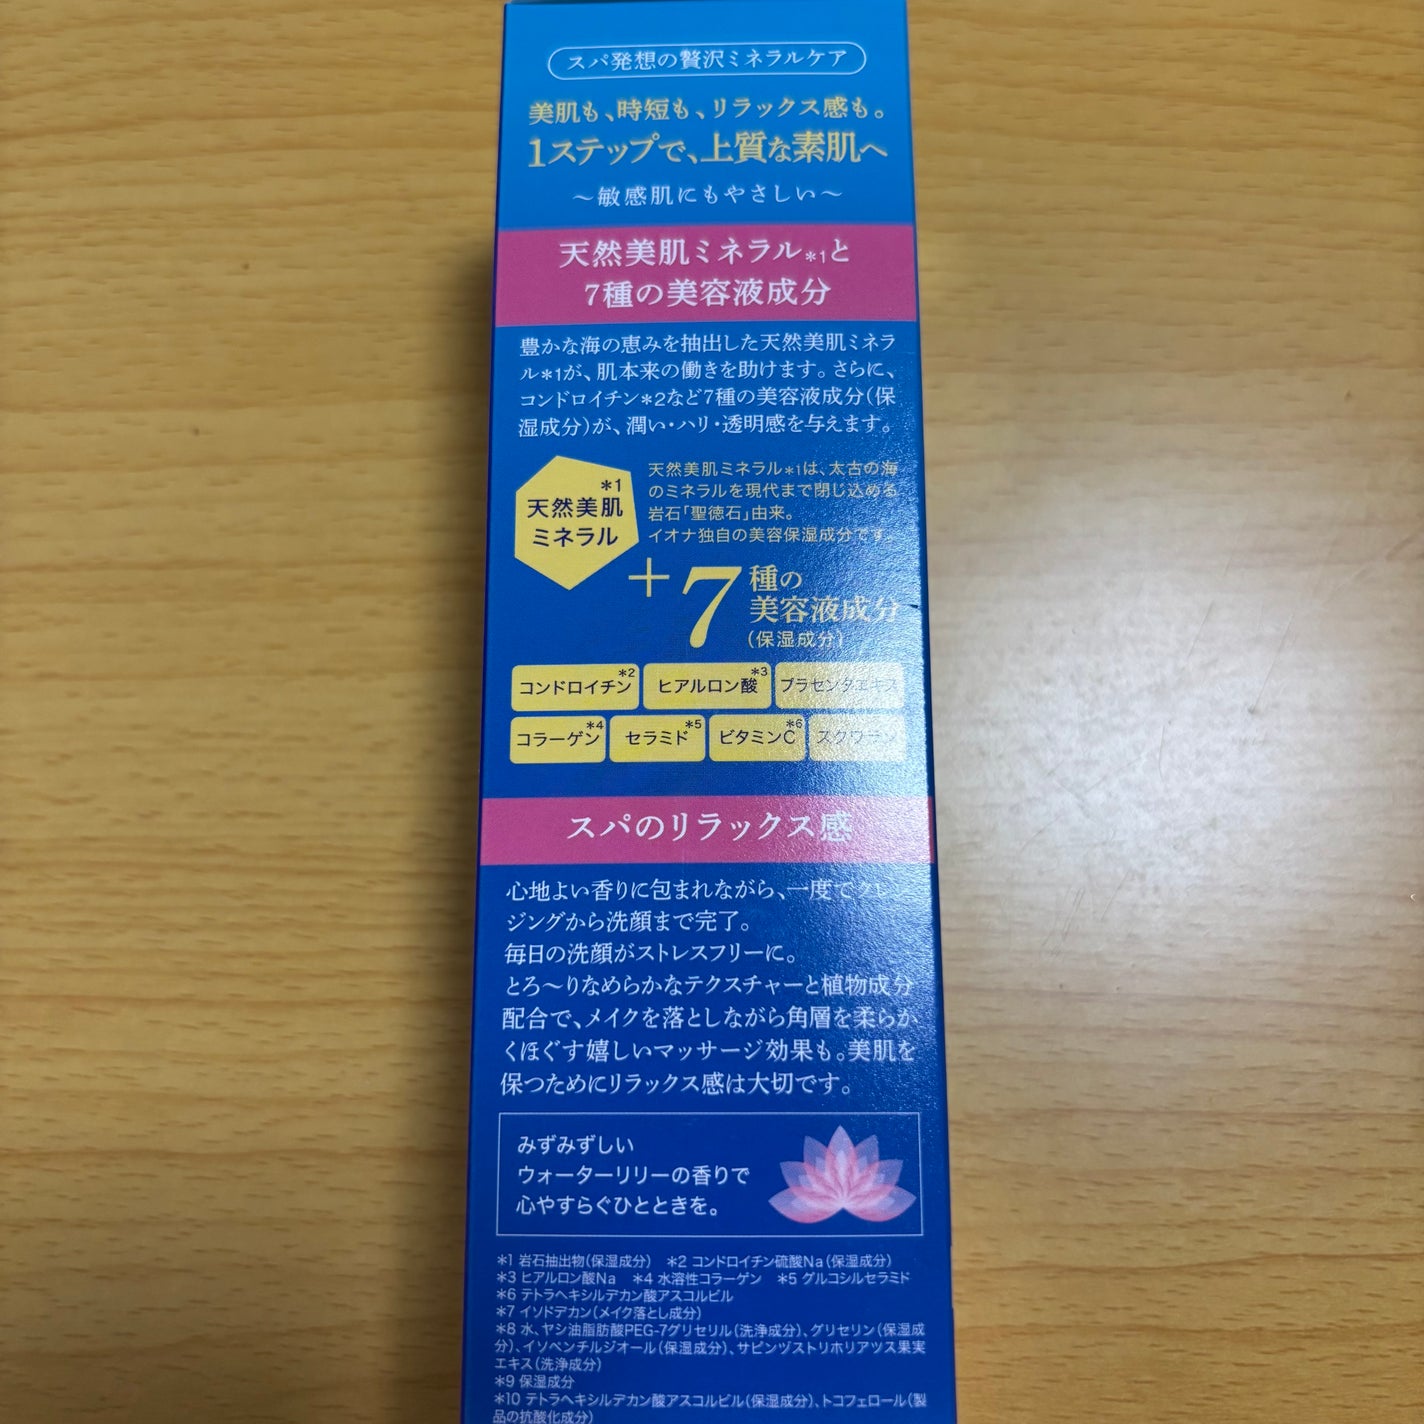 スパ発想の贅沢ミネラルケア
美肌も、時短も、リラックス感も。
1ステップで、上質な素肌へ
～敏感肌にもやさしい～
天然美肌ミネラル*1と
7種の美容液成分
豊かな海の恵みを抽出した天然美肌ミネラ
ル*1が、肌本来の働きを助けます。さらに、
コンドロイチン*2など7種の美容液成分(保
湿成分)が、潤い・ハリ・透明感を与えます。
*1
天然美肌
ミネラル
天然美肌ミネラル*1は、太古の海
のミネラルを現代まで閉じ込める
岩石「聖徳石」由来。
イオナ独自の美容保湿成分です。
+7種の
美容液成分
(保湿成分)
コンドロイチン*2 ヒアルロン酸*3 プラセンタエキス
コラーゲン*4 セラミド*5 ビタミンC*6 スクワラン
スパのリラックス感
心地よい香りに包まれながら、一度でクレン
ジングから洗顔まで完了。
毎日の洗顔がストレスフリーに。
とろ～りなめらかなテクスチャーと植物成分
配合で、メイクを落としながら角層を柔らか
くほぐす嬉しいマッサージ効果も。美肌を
保つためにリラックス感は大切です。
みずみずしい
ウォーターリリーの香りで
心やすらぐひとときを。
*1 岩石抽出物(保湿成分) *2 コンドロイチン硫酸Na(保湿成分)
*3 ヒアルロン酸Na *4 水溶性コラーゲン *5 グルコシルセラミド
*6 テトラヘキシルデカン酸アスコルビル
*7 イソドデカン(メイク落とし成分)
*8 水、ヤシ油脂肪酸PEG-7グリセリル(洗浄成分)、グリセリン(保湿成
分)、イソペンチルジオール(保湿成分)、サピンヅストリホリアツス果実
エキス(洗浄成分)
*9 保湿成分
*10 テトラヘキシルデカン酸アスコルビル(保湿成分)、トコフェロール(製
品の抗酸化成分)